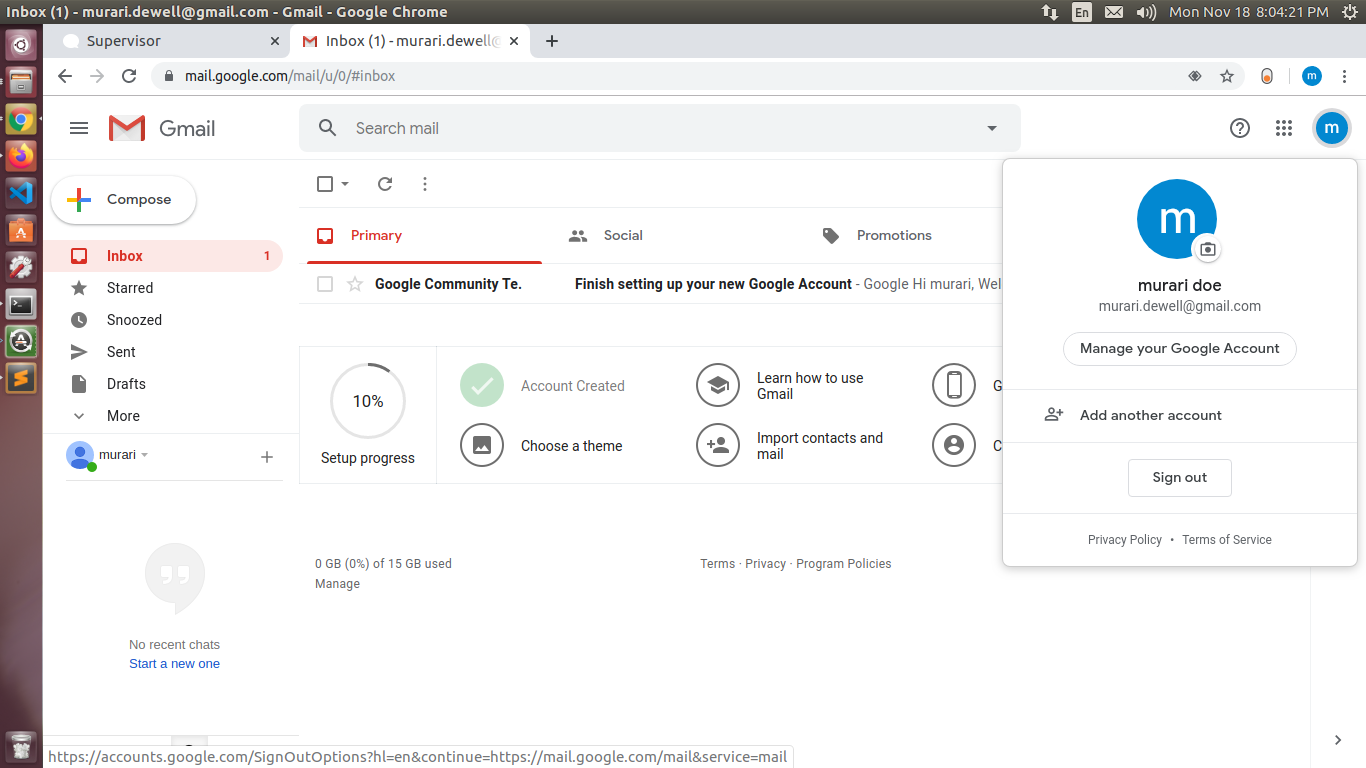 Inbox (1) - murari.dewell@gmail.com - Gmail - Google Chrome
En
Mon Nov 18 8:04:21 PM
Supervisor
Inbox (1) - murari.dewell@
mail.google.com/mail/u/0/#inbox
m
Gmail
Search mail
m
Compose
Primary
Social
Promotions
Inbox 1
Google Community Te. Finish setting up your new Google Account - Google Hi murari, Wel
Starred
Snoozed
Sent
Drafts
More
murari
10%
Setup progress
Account Created
Learn how to use
Gmail
G
Choose a theme
Import contacts and
mail
C
0 GB (0%) of 15 GB used
Manage
Terms · Privacy · Program Policies
No recent chats
Start a new one
m
murari doe
murari.dewell@gmail.com
Manage your Google Account
Add another account
Sign out
Privacy Policy • Terms of Service
https://accounts.google.com/SignOutOptions?hl=en&continue=https://mail.google.com/mail&service=mail